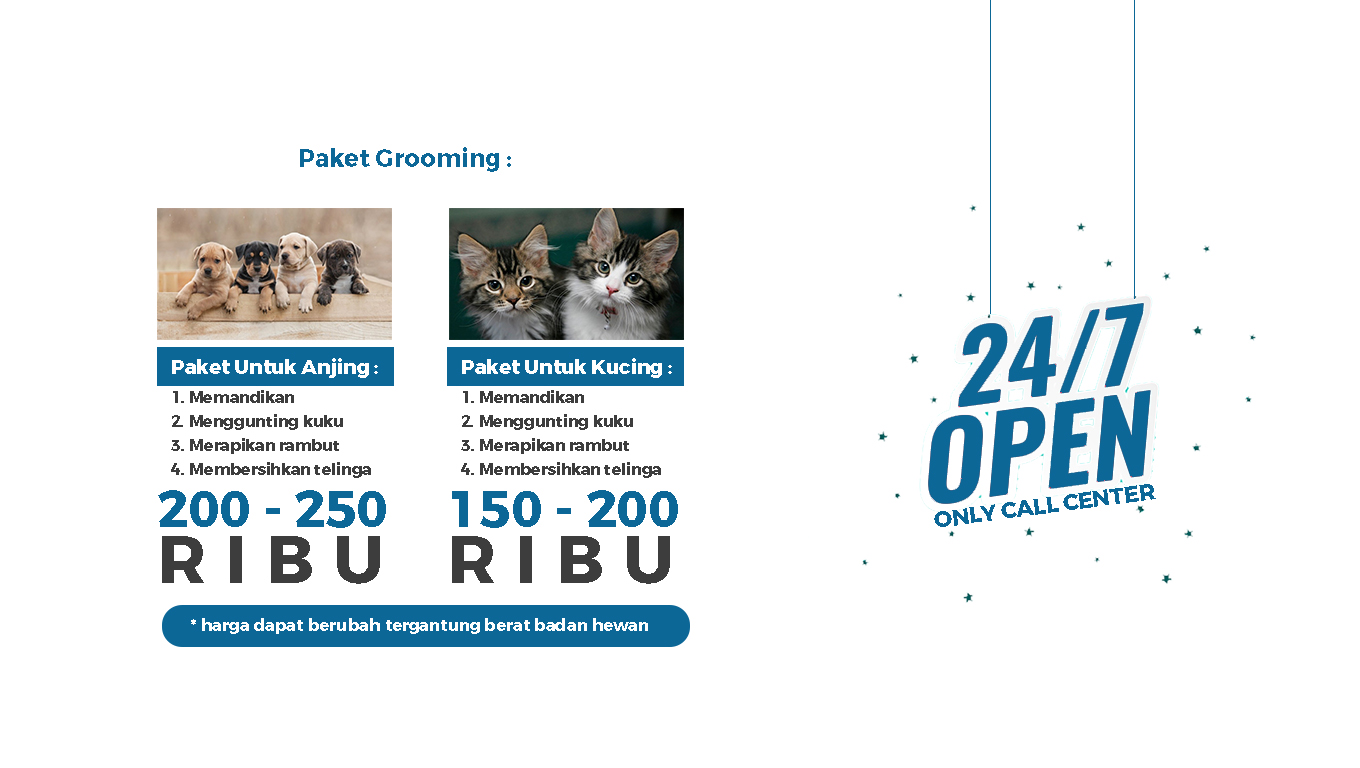 Paket Grooming :
Paket Untuk Anjing :
1. Memandikan
2. Menggunting kuku
3. Merapikan rambut
4. Membersihkan telinga
200 - 250
RIBU
Paket Untuk Kucing :
1. Memandikan
2. Menggunting kuku
3. Merapikan rambut
4. Membersihkan telinga
150 - 200
RIBU
* harga dapat berubah tergantung berat badan hewan
24/7
OPEN
ONLY CALL CENTER